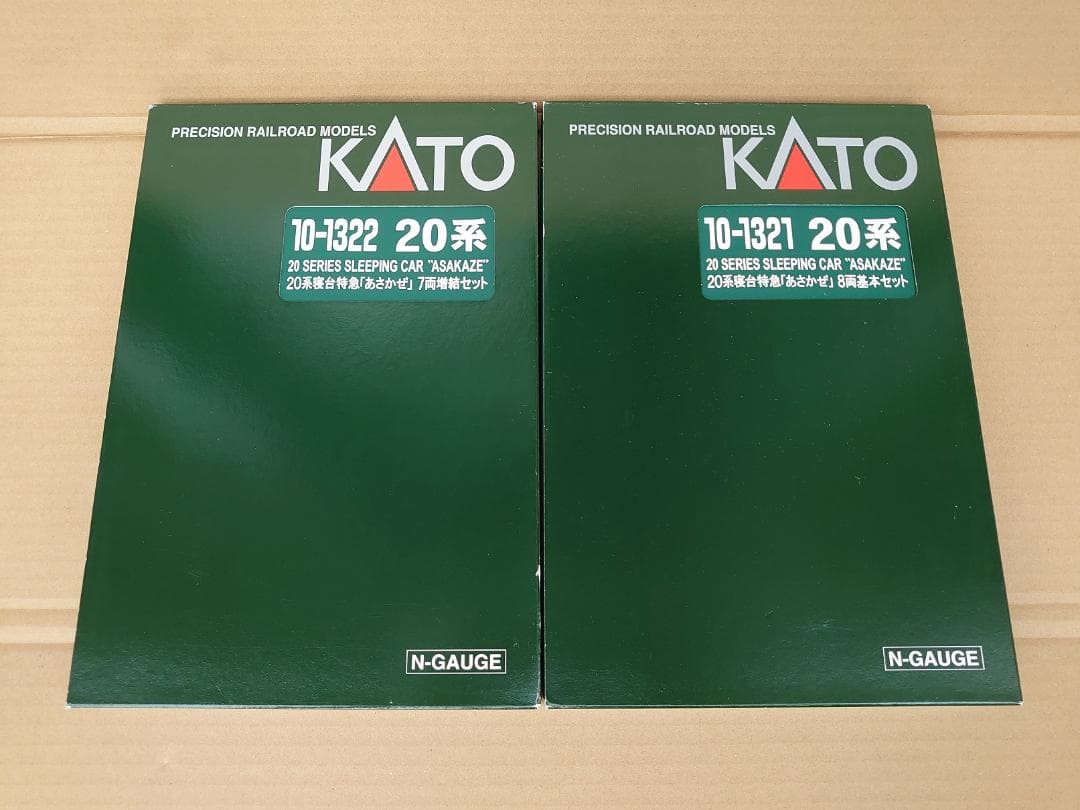 PRECISION RAILROAD MODELS
KATO
10-1322 20系
20 SERIES SLEEPING CAR "ASAKAZE"
20系寝台特急「あさかぜ」7両増結セット
N-GAUGE
PRECISION RAILROAD MODELS
KATO
10-1321 20系
20 SERIES SLEEPING CAR "ASAKAZE"
20系寝台特急「あさかぜ」8両基本セット
N-GAUGE